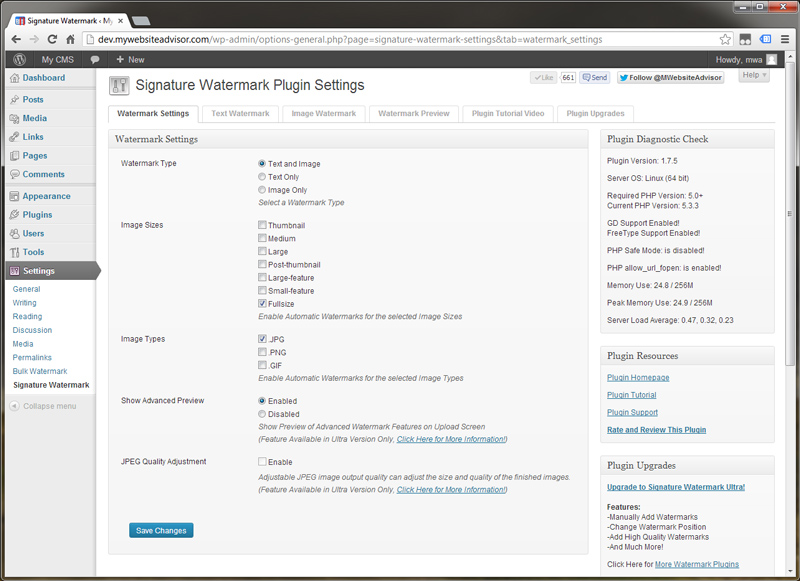 Signature Watermark ‹ My
dev.mywebsiteadvisor.com/wp-admin/options-general.php?page=signature-watermark-settings&tab=watermark_settings
My CMS
+ New
Howdy, mwa
Help
Dashboard
Posts
Media
Links
Pages
Comments
Appearance
Plugins
Users
Tools
Settings
General
Writing
Reading
Discussion
Media
Permalinks
Bulk Watermark
Signature Watermark
Collapse menu
Signature Watermark Plugin Settings
Like
661
Send
Follow @MWebsiteAdvisor
Watermark Settings
Text Watermark
Image Watermark
Watermark Preview
Plugin Tutorial Video
Plugin Upgrades
Watermark Settings
Watermark Type
Text and Image
Text Only
Image Only
Select a Watermark Type
Image Sizes
Thumbnail
Medium
Large
Post-thumbnail
Large-feature
Small-feature
Fullsize
Enable Automatic Watermarks for the selected Image Sizes
Image Types
.JPG
.PNG
.GIF
Enable Automatic Watermarks for the selected Image Types
Show Advanced Preview
Enabled
Disabled
Show Preview of Advanced Watermark Features on Upload Screen
(Feature Available in Ultra Version Only, Click Here for More Information!)
JPEG Quality Adjustment
Enable
Adjustable JPEG image output quality can adjust the size and quality of the finished images.
(Feature Available in Ultra Version Only, Click Here for More Information!)
Save Changes
Plugin Diagnostic Check
Plugin Version: 1.7.5
Server OS: Linux (64 bit)
Required PHP Version: 5.0+
Current PHP Version: 5.3.3
GD Support Enabled!
FreeType Support Enabled!
PHP Safe Mode: is disabled!
PHP allow_url_fopen: is enabled!
Memory Use: 24.8 / 256M
Peak Memory Use: 24.9 / 256M
Server Load Average: 0.47, 0.32, 0.23
Plugin Resources
Plugin Homepage
Plugin Tutorial
Plugin Support
Rate and Review This Plugin
Plugin Upgrades
Upgrade to Signature Watermark Ultra!
Features:
-Manually Add Watermarks
-Change Watermark Position
-Add High Quality Watermarks
-And Much More!
Click Here for More Watermark Plugins